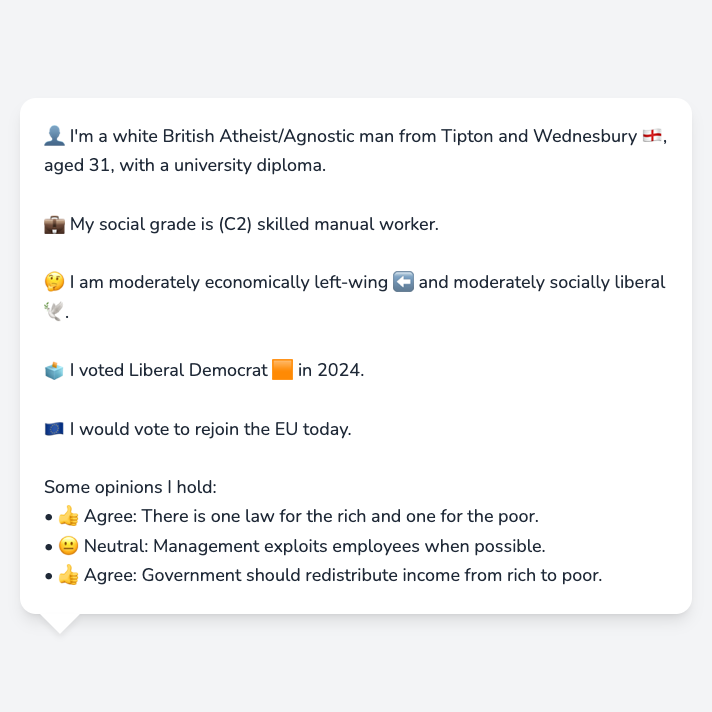 👤 I'm a white British Atheist/Agnostic man from Tipton and Wednesbury 🏴󠁧󠁢󠁥󠁮󠁧󠁿,
aged 31, with a university diploma.
💼 My social grade is (C2) skilled manual worker.
🤔 I am moderately economically left-wing ⬅️ and moderately socially liberal
🕊️.
🗳️ I voted Liberal Democrat 🟧 in 2024.
🇪🇺 I would vote to rejoin the EU today.
Some opinions I hold:
• 👍 Agree: There is one law for the rich and one for the poor.
• 😐 Neutral: Management exploits employees when possible.
• 👍 Agree: Government should redistribute income from rich to poor.